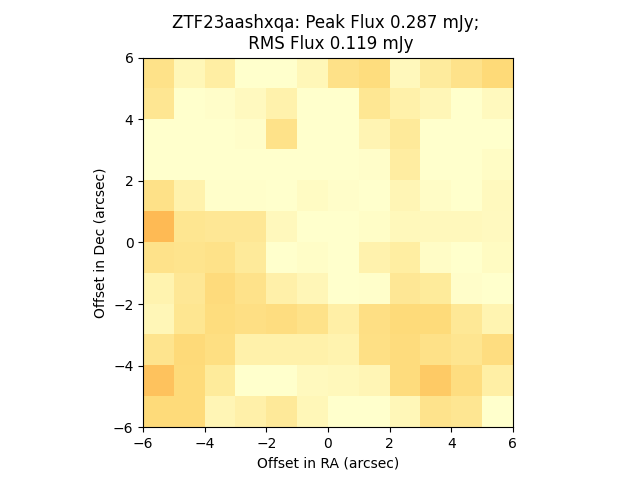 ZTF23aashxqa: Peak Flux 0.287 mJy;
RMS Flux 0.119 mJy
6
4
2
0
−2
−4
−6
Offset in Dec (arcsec)
−6 −4 −2 0 2 4 6
Offset in RA (arcsec)